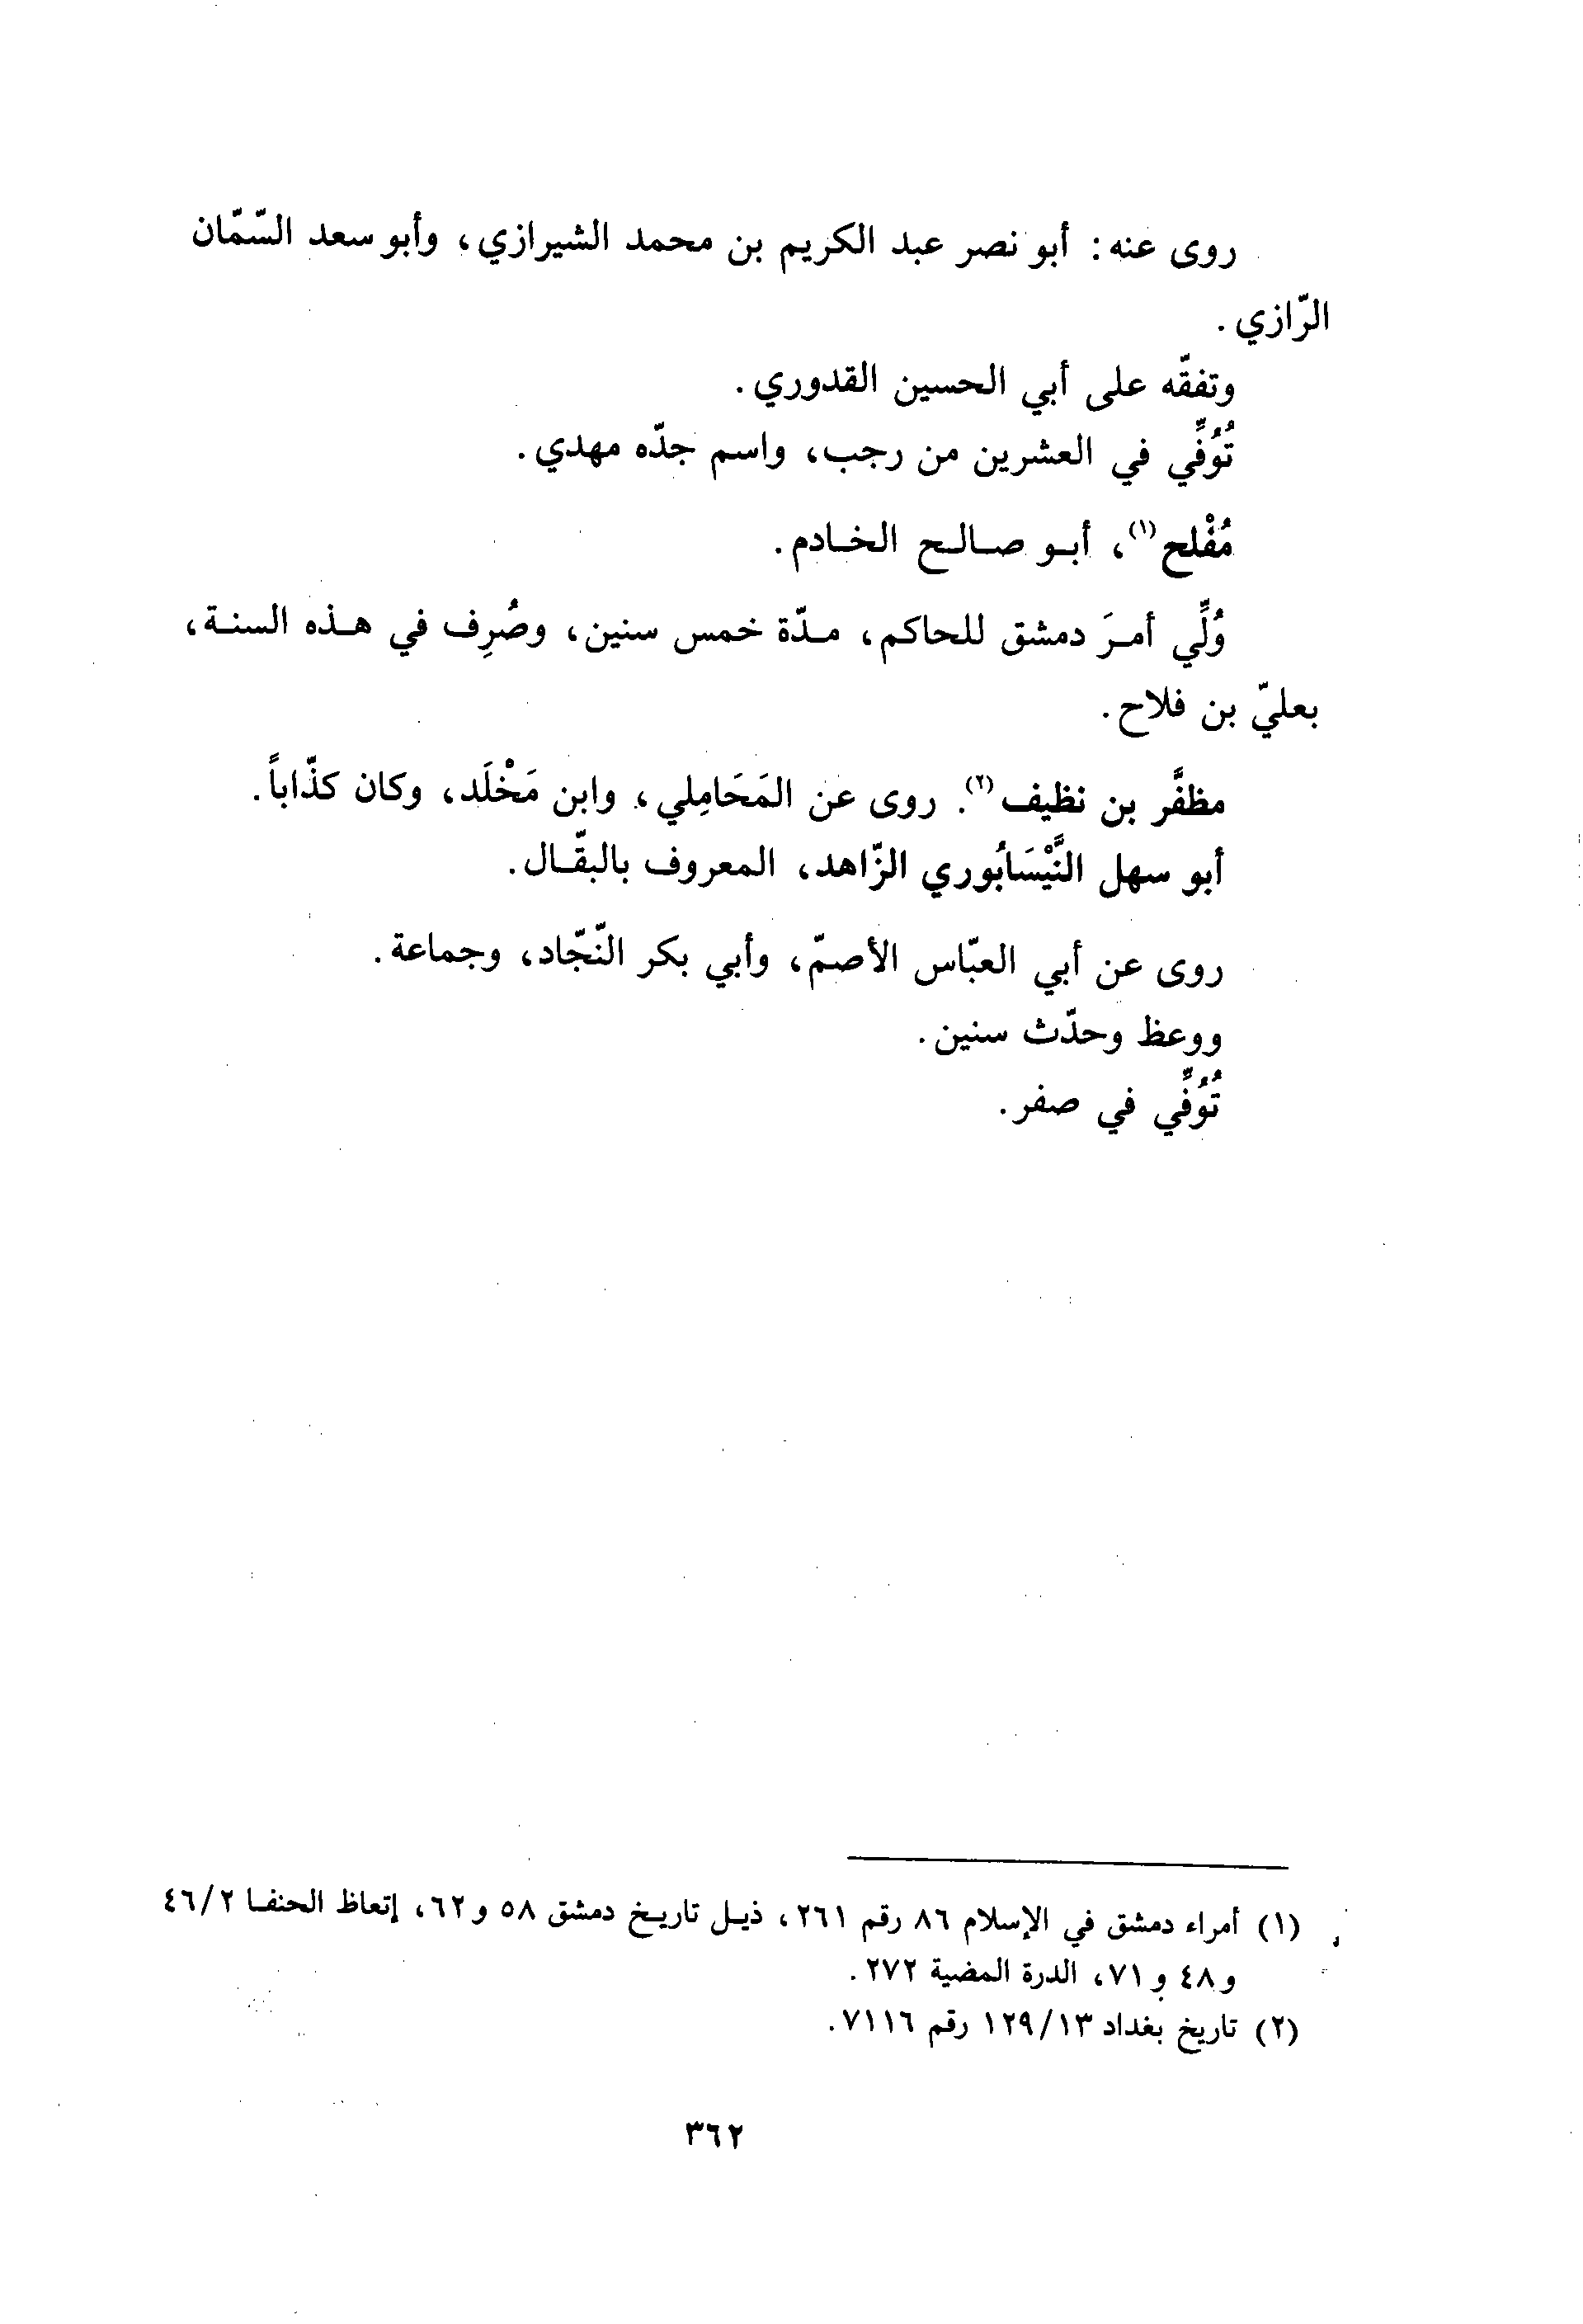 روى عنه: أبو نصر عبد الكريم بن محمد الشيرازي، وأبو سعد السّمّان
الرّازي.
وتفقّه على أبي الحسين القدوري.
تُوُفِّي في العشرين من رجب، واسم جدّه مهدي.
مُفْلح(١)، أبو صالح الخادم.
وُلِّي أمرَ دمشق للحاكم، مدّة خمس سنين، وصُرِف في هذه السنة،
بعليّ بن فلاح.
مظفَّر بن نظيف(٢). روى عن المَحَامِلي، وابن مَخْلَد، وكان كذّاباً.
أبو سهل النَّيْسَابُوري الزّاهد، المعروف بالبقّال.
روى عن أبي العبّاس الأصمّ، وأبي بكر النّجّاد، وجماعة.
ووعظ وحدّث سنين.
تُوُفِّي في صفر.
(١) أمراء دمشق في الإسلام ٨٦ رقم ٢٦١، ذيل تاريخ دمشق ٥٨ و٦٢، إتعاظ الحنفا ٤٦/٢
و٤٨ و٧١، الدرة المضية ٢٧٢.
(٢) تاريخ بغداد ١٢٩/١٣ رقم ٧١١٦.
٣٦٢